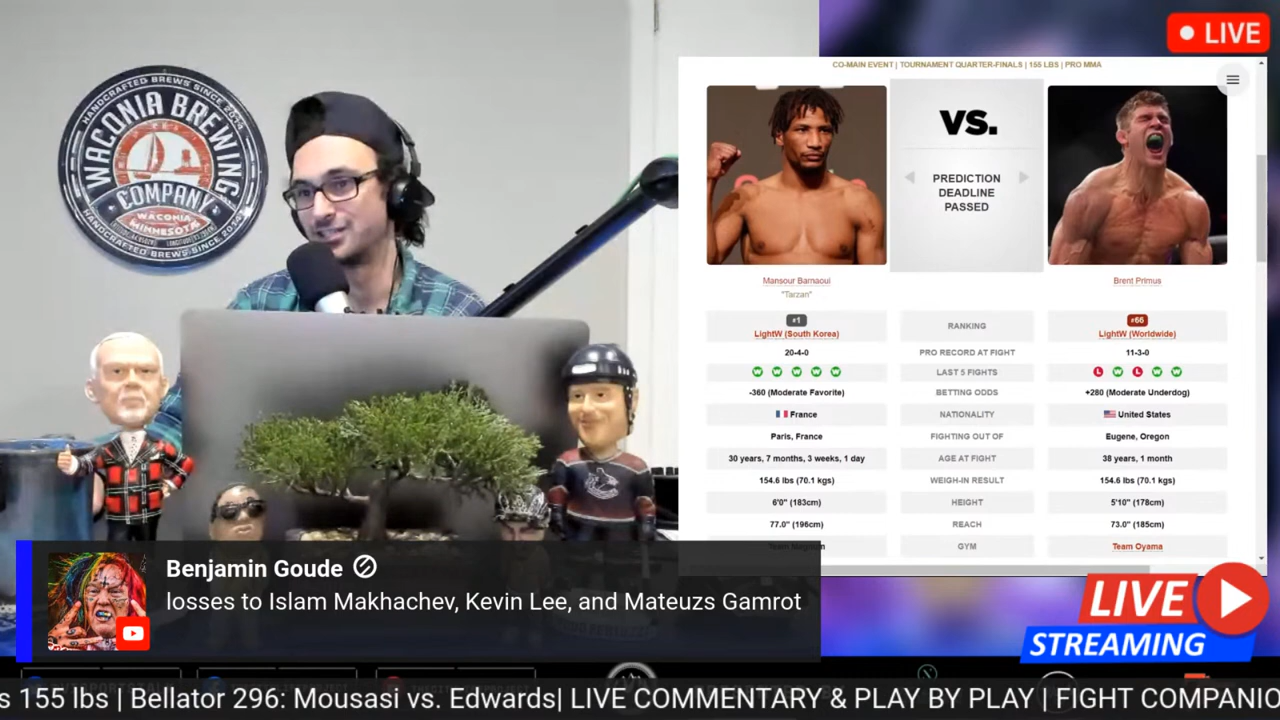 LIVE
CO-MAIN EVENT | TOURNAMENT QUARTER-FINALS | 155 LBS | PRO MMA
HANDCRAFTED BREWS SINCE
WACONIA BREWING
COMPANY
WACONIA
MINNESOTA
HANDCRAFTED BREWS SINCE 2014
VS.
PREDICTION
DEADLINE
PASSED
Mansour Barnaoui
"Tarzan"
Brent Primus
#1
LightW (South Korea)
RANKING
#66
LightW (Worldwide)
20-4-0
PRO RECORD AT FIGHT
11-3-0
W W W W W
LAST 5 FIGHTS
L W L W W
-360 (Moderate Favorite)
BETTING ODDS
+280 (Moderate Underdog)
France
NATIONALITY
United States
Paris, France
FIGHTING OUT OF
Eugene, Oregon
30 years, 7 months, 3 weeks, 1 day
AGE AT FIGHT
38 years, 1 month
154.6 lbs (70.1 kgs)
WEIGH-IN RESULT
154.6 lbs (70.1 kgs)
6'0" (183cm)
HEIGHT
5'10" (178cm)
77.0" (196cm)
REACH
73.0" (185cm)
GYM
Team Oyama
Benjamin Goude
losses to Islam Makhachev, Kevin Lee, and Mateuzs Gamrot
LIVE
STREAMING
s 155 lbs | Bellator 296: Mousasi vs. Edwards| LIVE COMMENTARY & PLAY BY PLAY | FIGHT COMPANIO